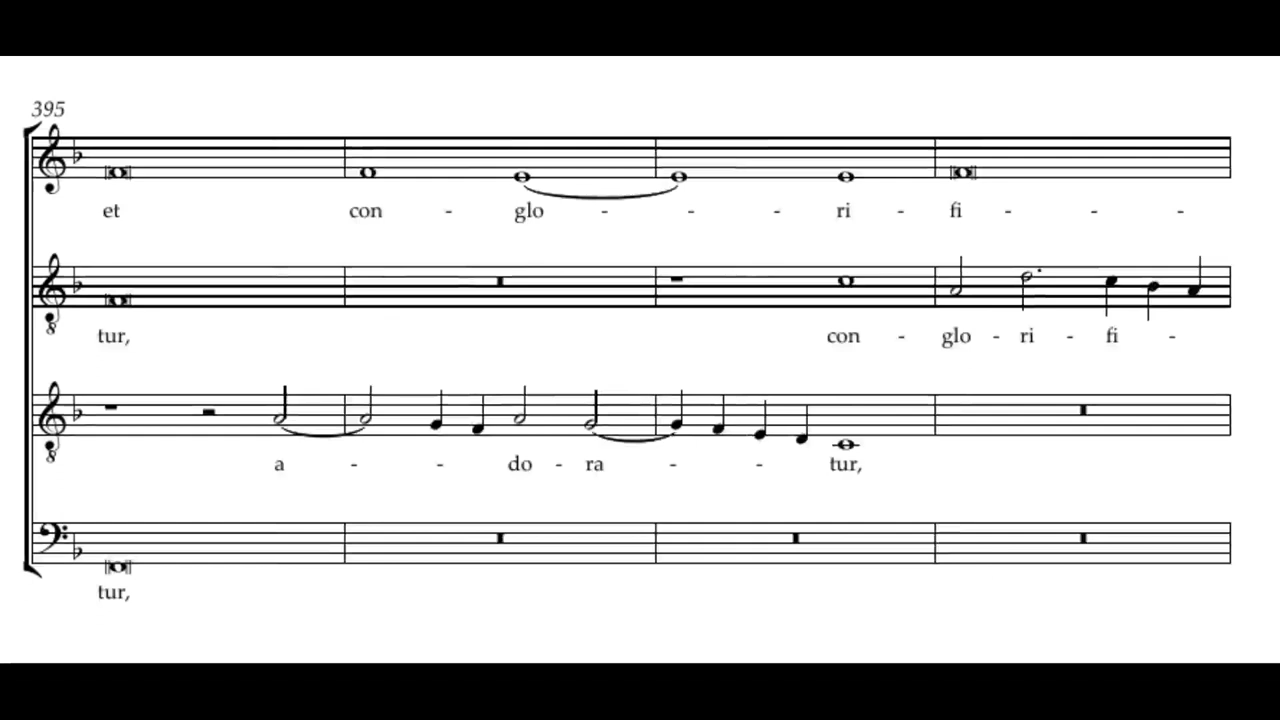 395
et con - glo - - - ri - fi - - -
tur, con - glo - ri - fi -
a - - do - ra - - tur,
tur,